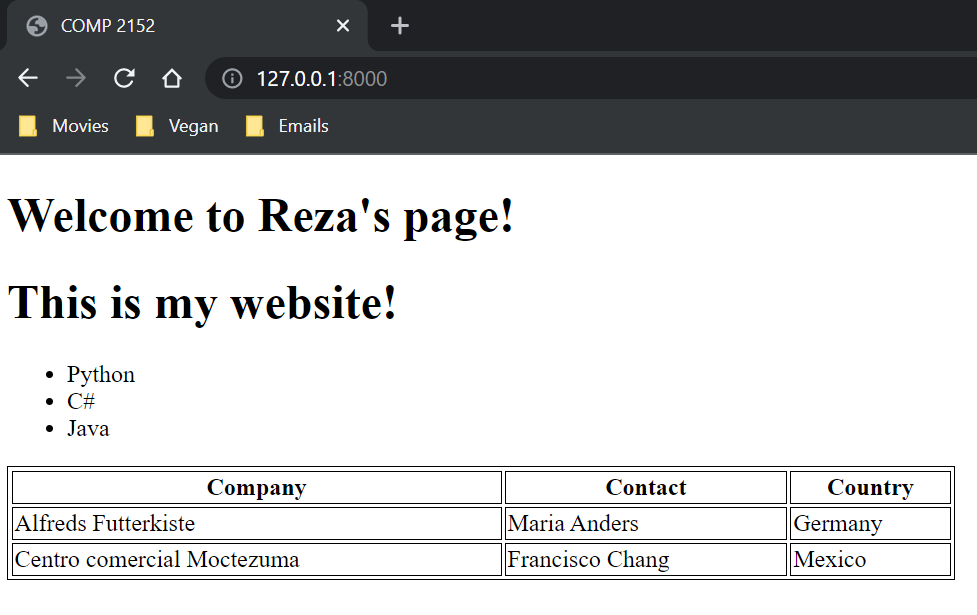 COMP 2152
127.0.0.1:8000
Movies Vegan Emails
Welcome to Reza's page!
This is my website!
Python
C#
Java
Company Contact Country
Alfreds Futterkiste Maria Anders Germany
Centro comercial Moctezuma Francisco Chang Mexico